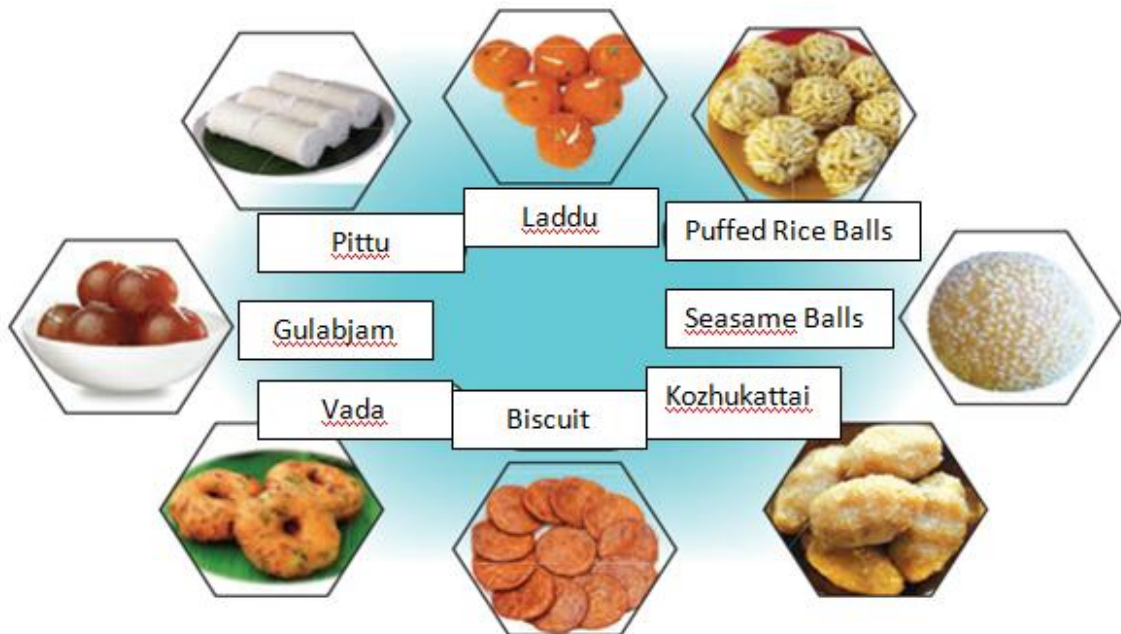 Laddu
Puffed Rice Balls
Pittu
Seasame Balls
Gulabjam
Kozhukattai
Vada
Biscuit